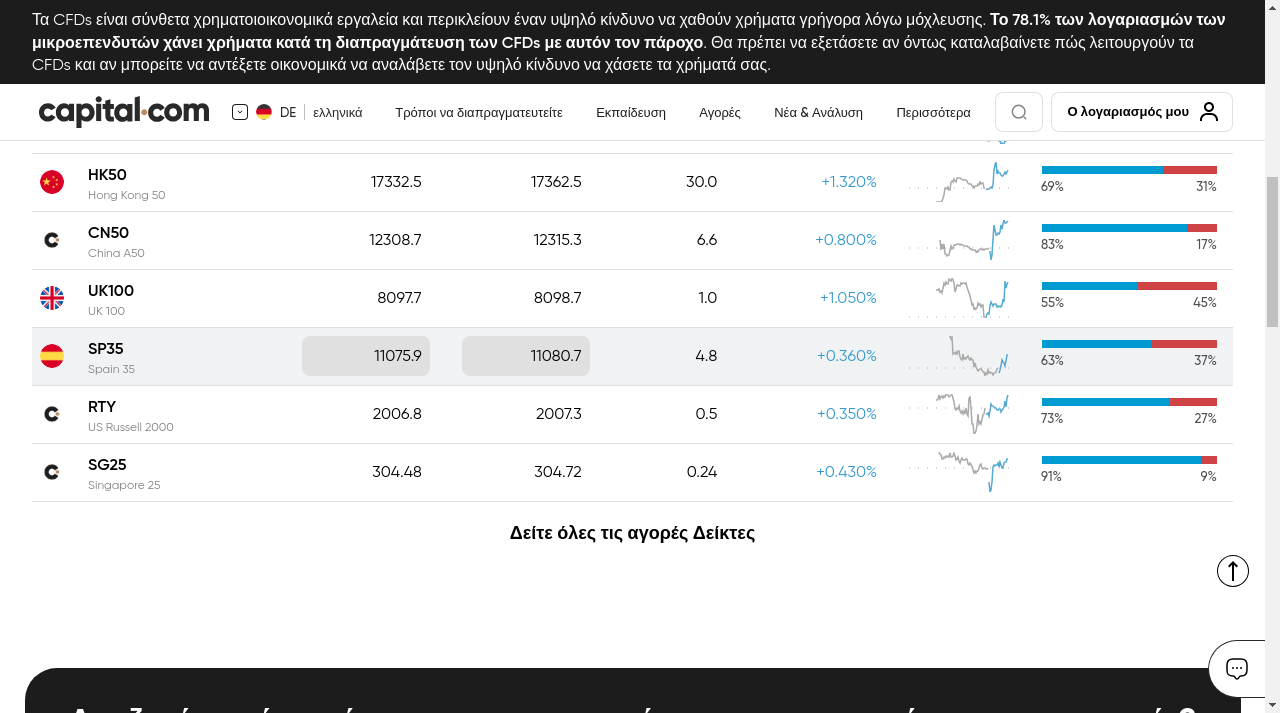 Τα CFDs είναι σύνθετα χρηματοιοικονομικά εργαλεία και περικλείουν έναν υψηλό κίνδυνο να χαθούν χρήματα γρήγορα λόγω μόχλευσης. Το 78.1% των λογαριασμών των
μικροεπενδυτών χάνει χρήματα κατά τη διαπραγμάτευση των CFDs με αυτόν τον πάροχο. Θα πρέπει να εξετάσετε αν όντως καταλαβαίνετε πώς λειτουργούν τα
CFDs και αν μπορείτε να αντέξετε οικονομικά να αναλάβετε τον υψηλό κίνδυνο να χάσετε τα χρήματά σας.
capital.com DE ελληνικά Τρόποι να διαπραγματευτείτε Εκπαίδευση Αγορές Νέα & Ανάλυση Περισσότερα Ο λογαριασμός μου
HK50 17332.5 17362.5 30.0 +1.320%
Hong Kong 50 69% 31%
CN50 12308.7 12315.3 6.6 +0.800%
China A50 83% 17%
UK100 8097.7 8098.7 1.0 +1.050%
UK 100 55% 45%
SP35 11075.9 11080.7 4.8 +0.360%
Spain 35 63% 37%
RTY 2006.8 2007.3 0.5 +0.350%
US Russell 2000 73% 27%
SG25 304.48 304.72 0.24 +0.430%
Singapore 25 91% 9%
Δείτε όλες τις αγορές Δείκτες